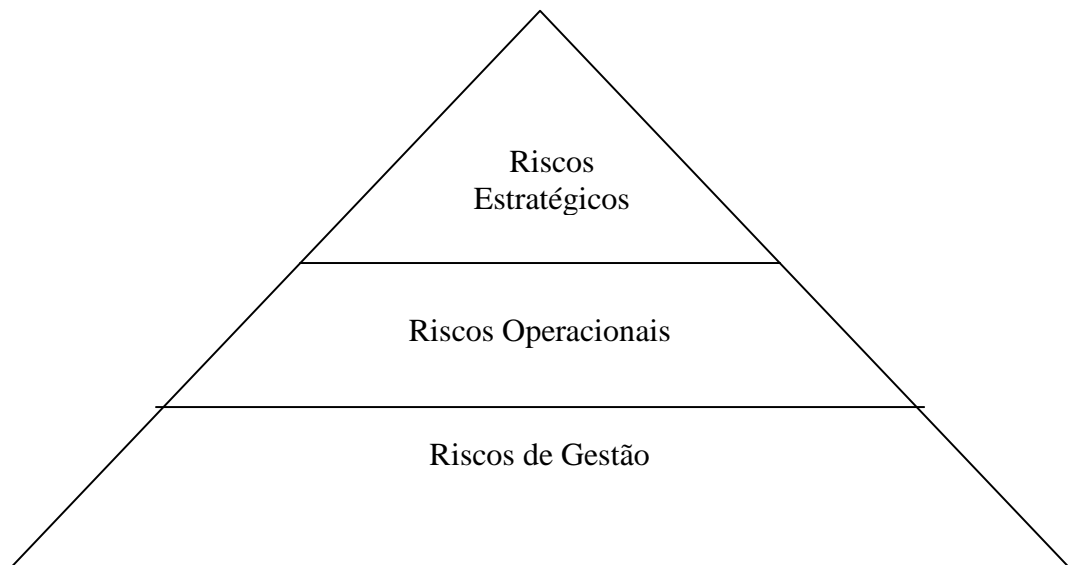 Riscos
Estratégicos
Riscos Operacionais
Riscos de Gestão